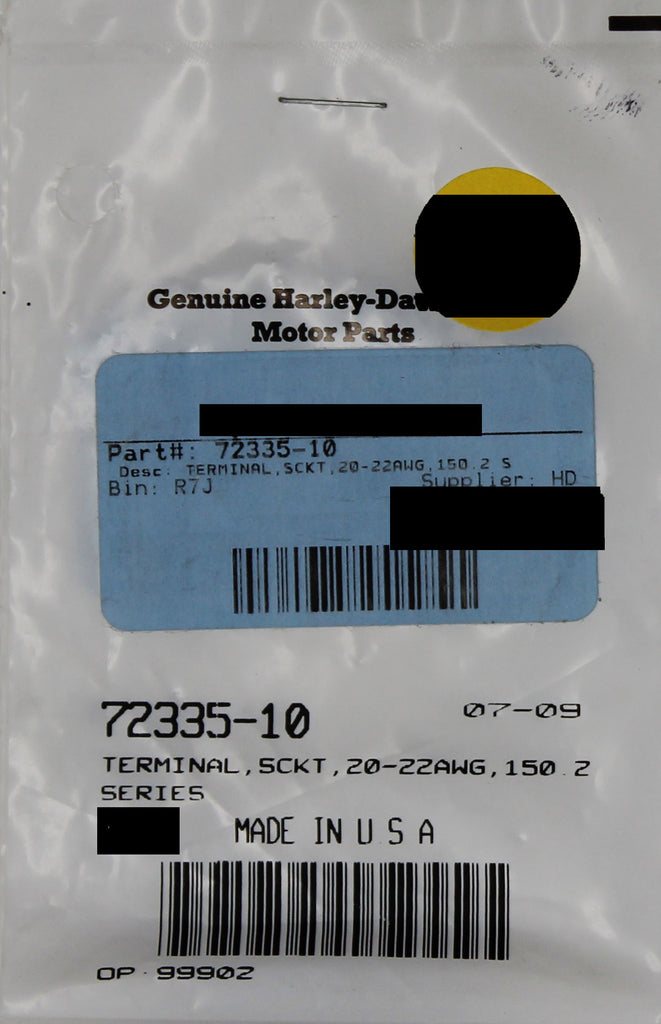 Genuine Harley-Da
Motor Parts
Part#: 72335-10
Desc: TERMINAL,SCKT,20-22AWG,150.2 S
Bin: R7J Supplier: HD
72335-10 07-09
TERMINAL,SCKT,20-22AWG,150.2
SERIES
MADE IN U S A
OP 99902